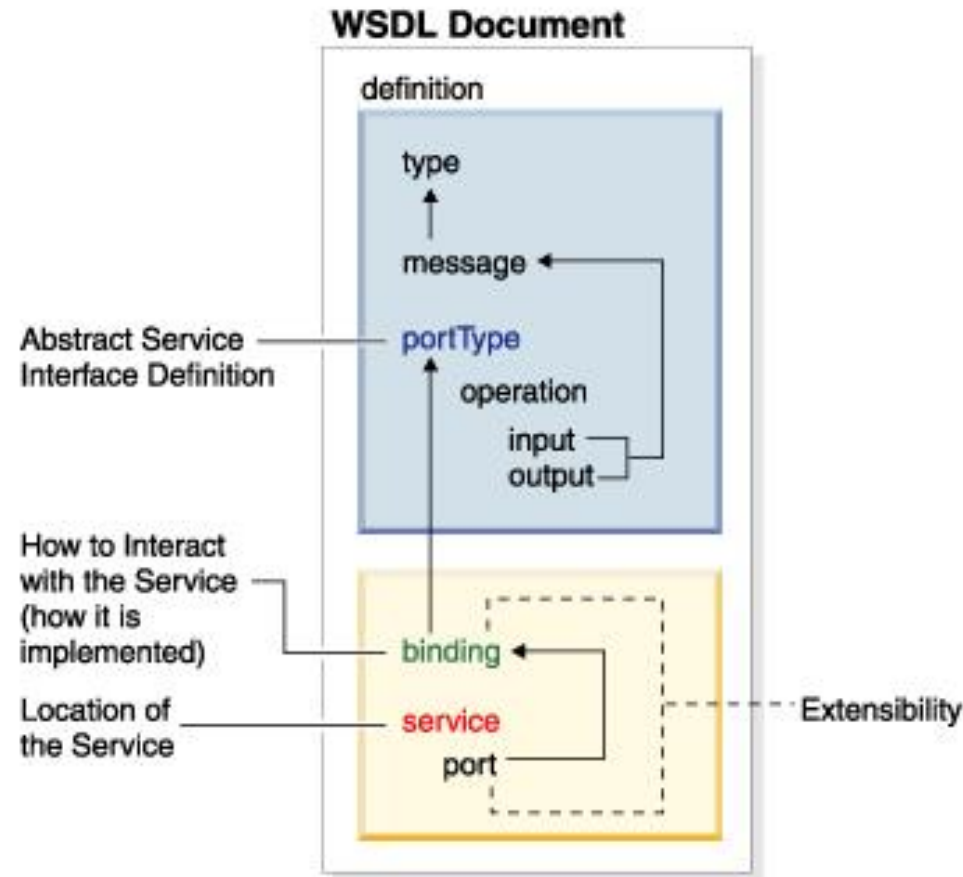 WSDL Document
definition
type
message
Abstract Service
Interface Definition
portType
operation
input
output
How to Interact
with the Service
(how it is
implemented)
binding
Location of
the Service
service
port
Extensibility